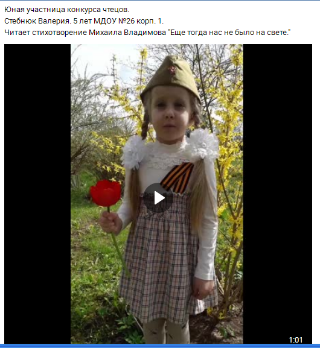 Юная участница конкурса чтецов.
Стебнюк Валерия. 5 лет МДОУ №26 корп. 1.
Читает стихотворение Михаила Владимова "Еще тогда нас не было на свете."
1:01